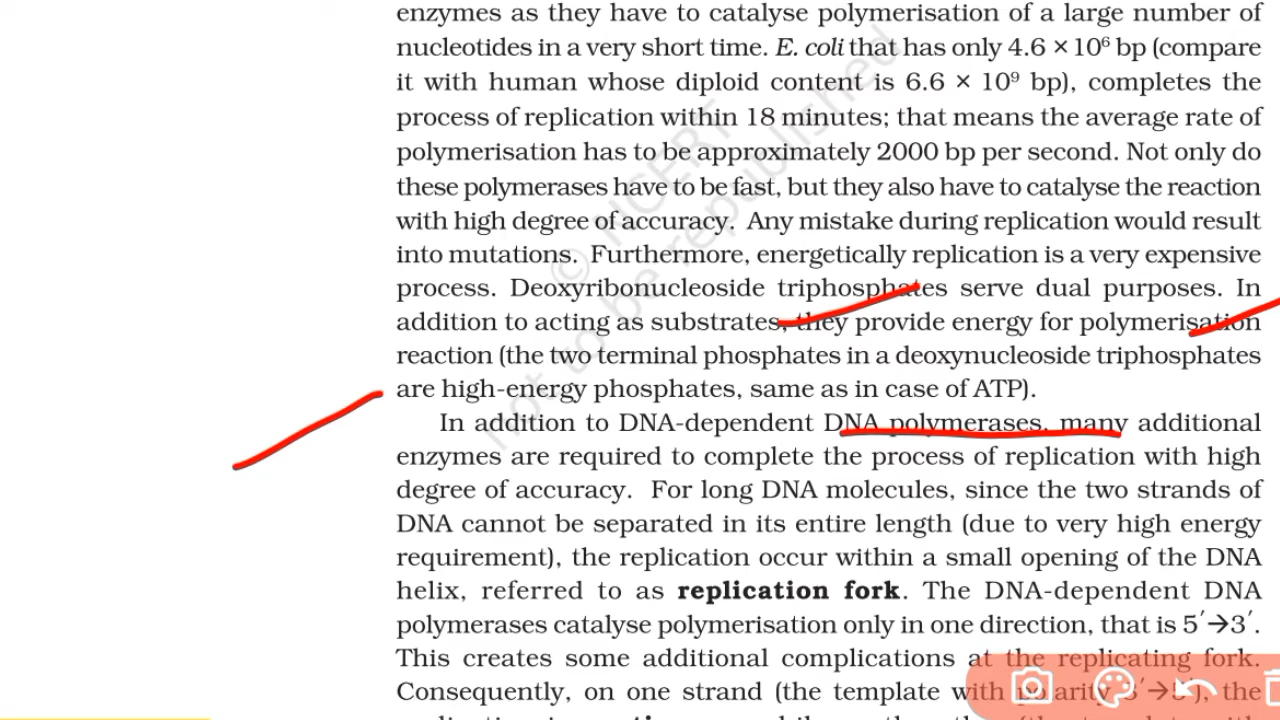 enzymes as they have to catalyse polymerisation of a large number of
nucleotides in a very short time. E. coli that has only 4.6 × 10⁶ bp (compare
it with human whose diploid content is 6.6 × 10⁹ bp), completes the
process of replication within 18 minutes; that means the average rate of
polymerisation has to be approximately 2000 bp per second. Not only do
these polymerases have to be fast, but they also have to catalyse the reaction
with high degree of accuracy. Any mistake during replication would result
into mutations. Furthermore, energetically replication is a very expensive
process. Deoxyribonucleoside triphosphates serve dual purposes. In
addition to acting as substrates, they provide energy for polymerisation
reaction (the two terminal phosphates in a deoxynucleoside triphosphates
are high-energy phosphates, same as in case of ATP).
In addition to DNA-dependent DNA polymerases, many additional
enzymes are required to complete the process of replication with high
degree of accuracy. For long DNA molecules, since the two strands of
DNA cannot be separated in its entire length (due to very high energy
requirement), the replication occur within a small opening of the DNA
helix, referred to as replication fork. The DNA-dependent DNA
polymerases catalyse polymerisation only in one direction, that is 5′→3′.
This creates some additional complications at the replicating fork.
Consequently, on one strand (the template with polarity 3′→5′), the
© NCERT
not to be republished